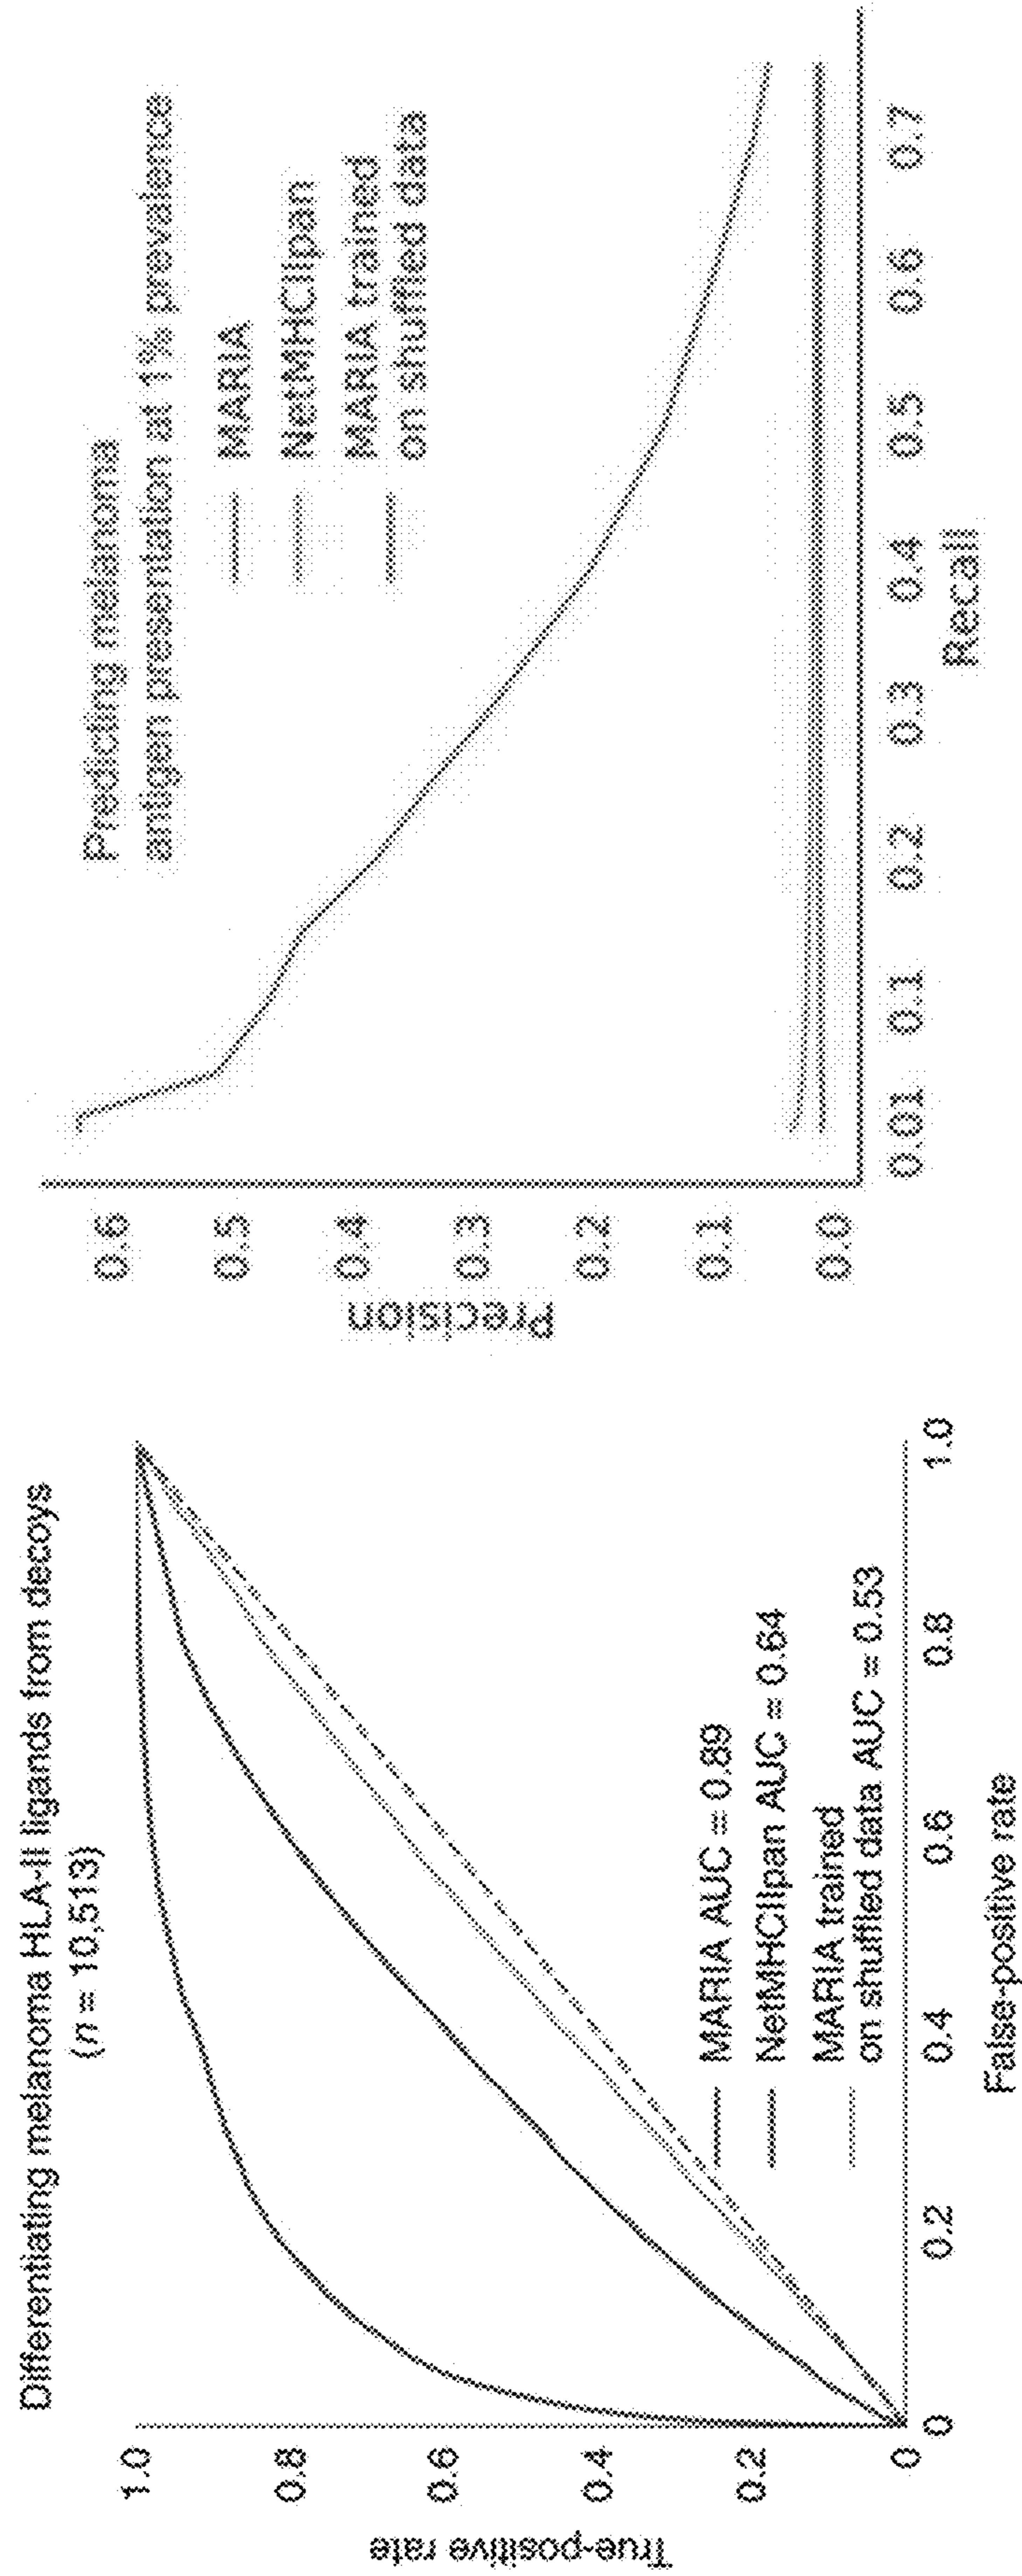 Differentiating melanoma HLA-II ligands from decoys
(n = 10,513)
True-positive rate
1.0
0.8
0.6
0.4
0.2
0
MARIA AUC = 0.89
NetMHCIIpan AUC = 0.64
MARIA trained
on shuffled data AUC = 0.53
0
0.2
0.4
0.6
0.8
1.0
False-positive rate
Predicting melanoma
antigen presentation at 1% prevalence
MARIA
NetMHCIIpan
MARIA trained
on shuffled data
Precision
0.6
0.5
0.4
0.3
0.2
0.1
0.0
0.01
0.1
0.2
0.3
0.4
0.5
0.6
0.7
Recall